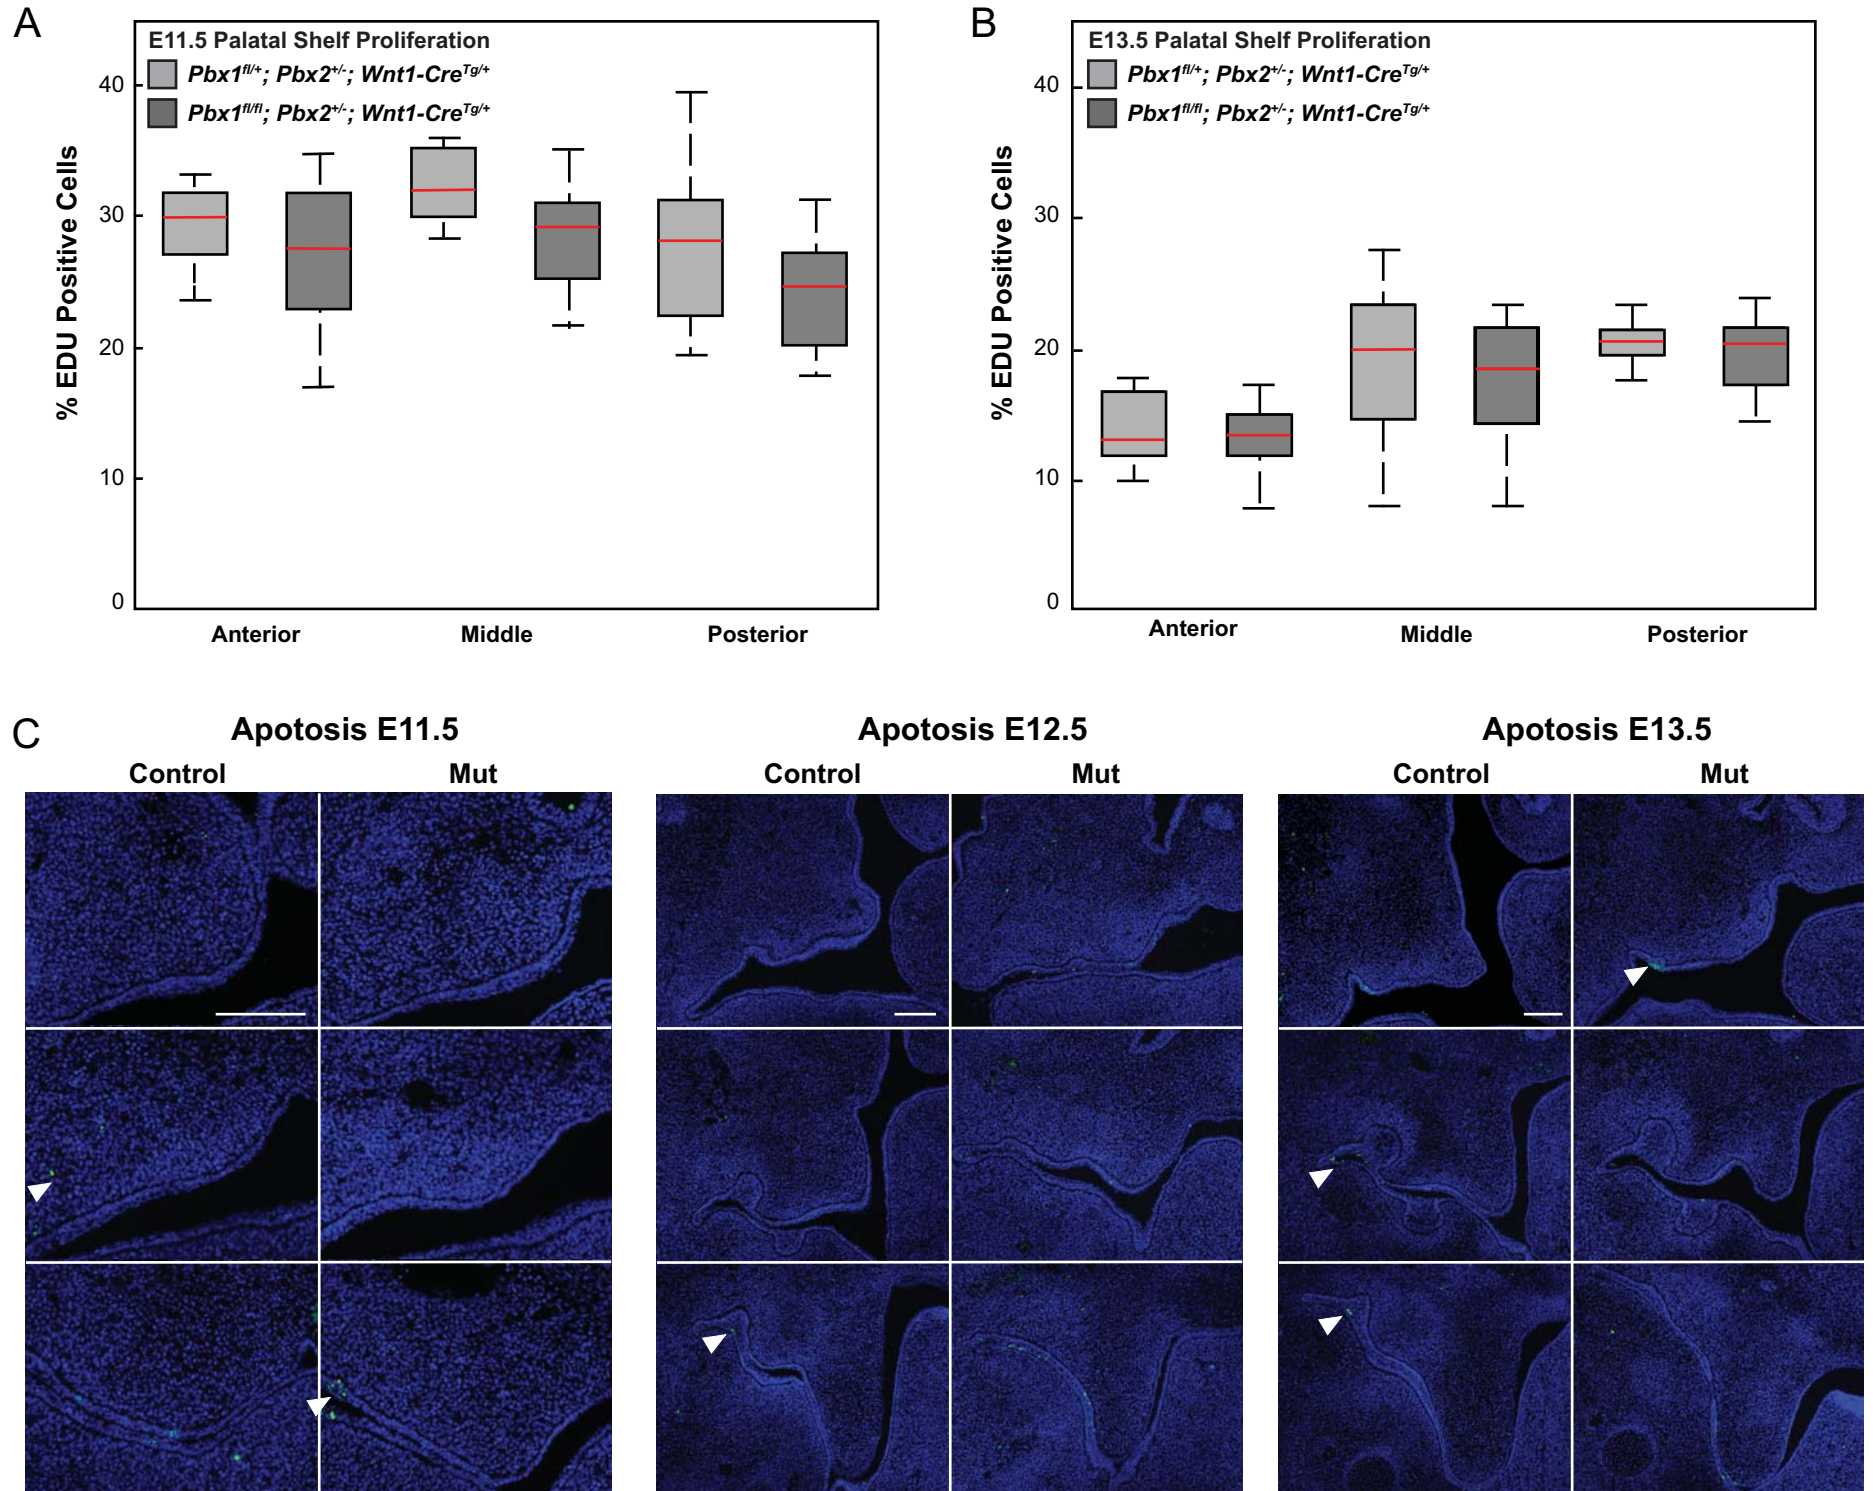 A
E11.5 Palatal Shelf Proliferation
Pbx1fl/+; Pbx2+/-; Wnt1-CreTg/+
Pbx1fl/fl; Pbx2+/-; Wnt1-CreTg/+
% EDU Positive Cells
40
30
20
10
0
Anterior Middle Posterior
B
E13.5 Palatal Shelf Proliferation
Pbx1fl/+; Pbx2+/-; Wnt1-CreTg/+
Pbx1fl/fl; Pbx2+/-; Wnt1-CreTg/+
% EDU Positive Cells
40
30
20
10
0
Anterior Middle Posterior
C
Apotosis E11.5
Control Mut
Apotosis E12.5
Control Mut
Apotosis E13.5
Control Mut